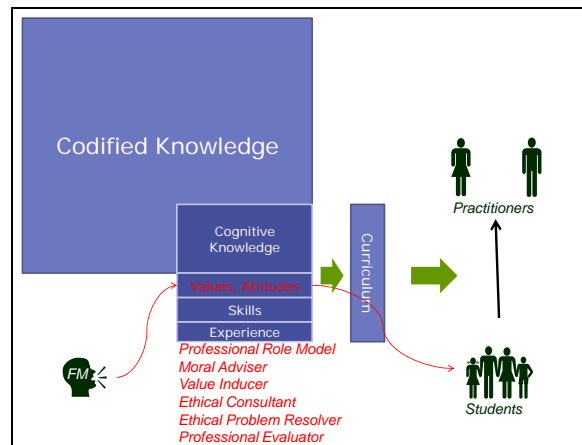 Codified Knowledge
Cognitive
Knowledge
Values, Attitudes
Skills
Experience
Curriculum
Practitioners
FM
Professional Role Model
Moral Adviser
Value Inducer
Ethical Consultant
Ethical Problem Resolver
Professional Evaluator
Students